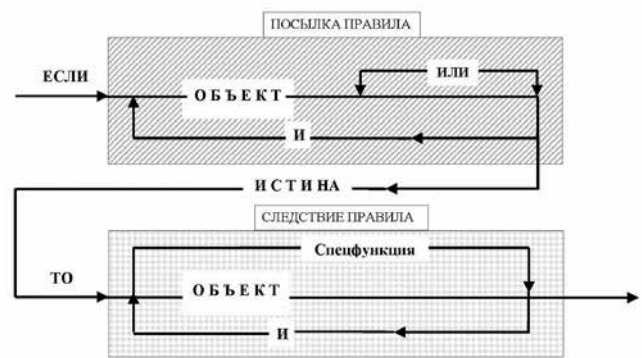 ПОСЫЛКА ПРАВИЛА
ЕСЛИ
ИЛИ
ОБЪЕКТ
И
ИСТИНА
СЛЕДСТВИЕ ПРАВИЛА
Спецфункция
ТО
ОБЪЕКТ
И